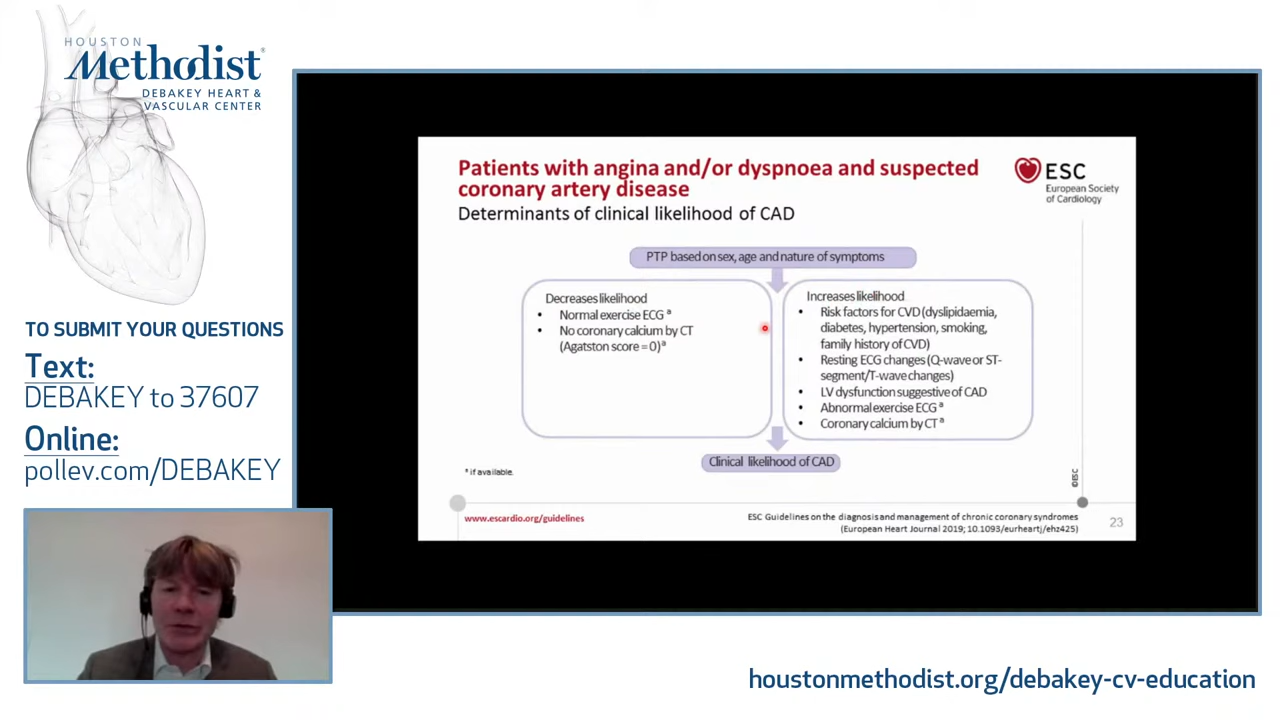 HOUSTON
Methodist®
DEBAKEY HEART &
VASCULAR CENTER
TO SUBMIT YOUR QUESTIONS
Text:
DEBAKEY to 37607
Online:
pollev.com/DEBAKEY
Patients with angina and/or dyspnoea and suspected
coronary artery disease
Determinants of clinical likelihood of CAD
ESC
European Society
of Cardiology
PTP based on sex, age and nature of symptoms
Decreases likelihood
• Normal exercise ECG ª
• No coronary calcium by CT
(Agatston score = 0)ª
Increases likelihood
• Risk factors for CVD (dyslipidaemia,
diabetes, hypertension, smoking,
family history of CVD)
• Resting ECG changes (Q-wave or ST-
segment/T-wave changes)
• LV dysfunction suggestive of CAD
• Abnormal exercise ECG ª
• Coronary calcium by CT ª
Clinical likelihood of CAD
ª if available.
©ESC
www.escardio.org/guidelines
ESC Guidelines on the diagnosis and management of chronic coronary syndromes
(European Heart Journal 2019; 10.1093/eurheartj/ehz425)
23
houstonmethodist.org/debakey-cv-education